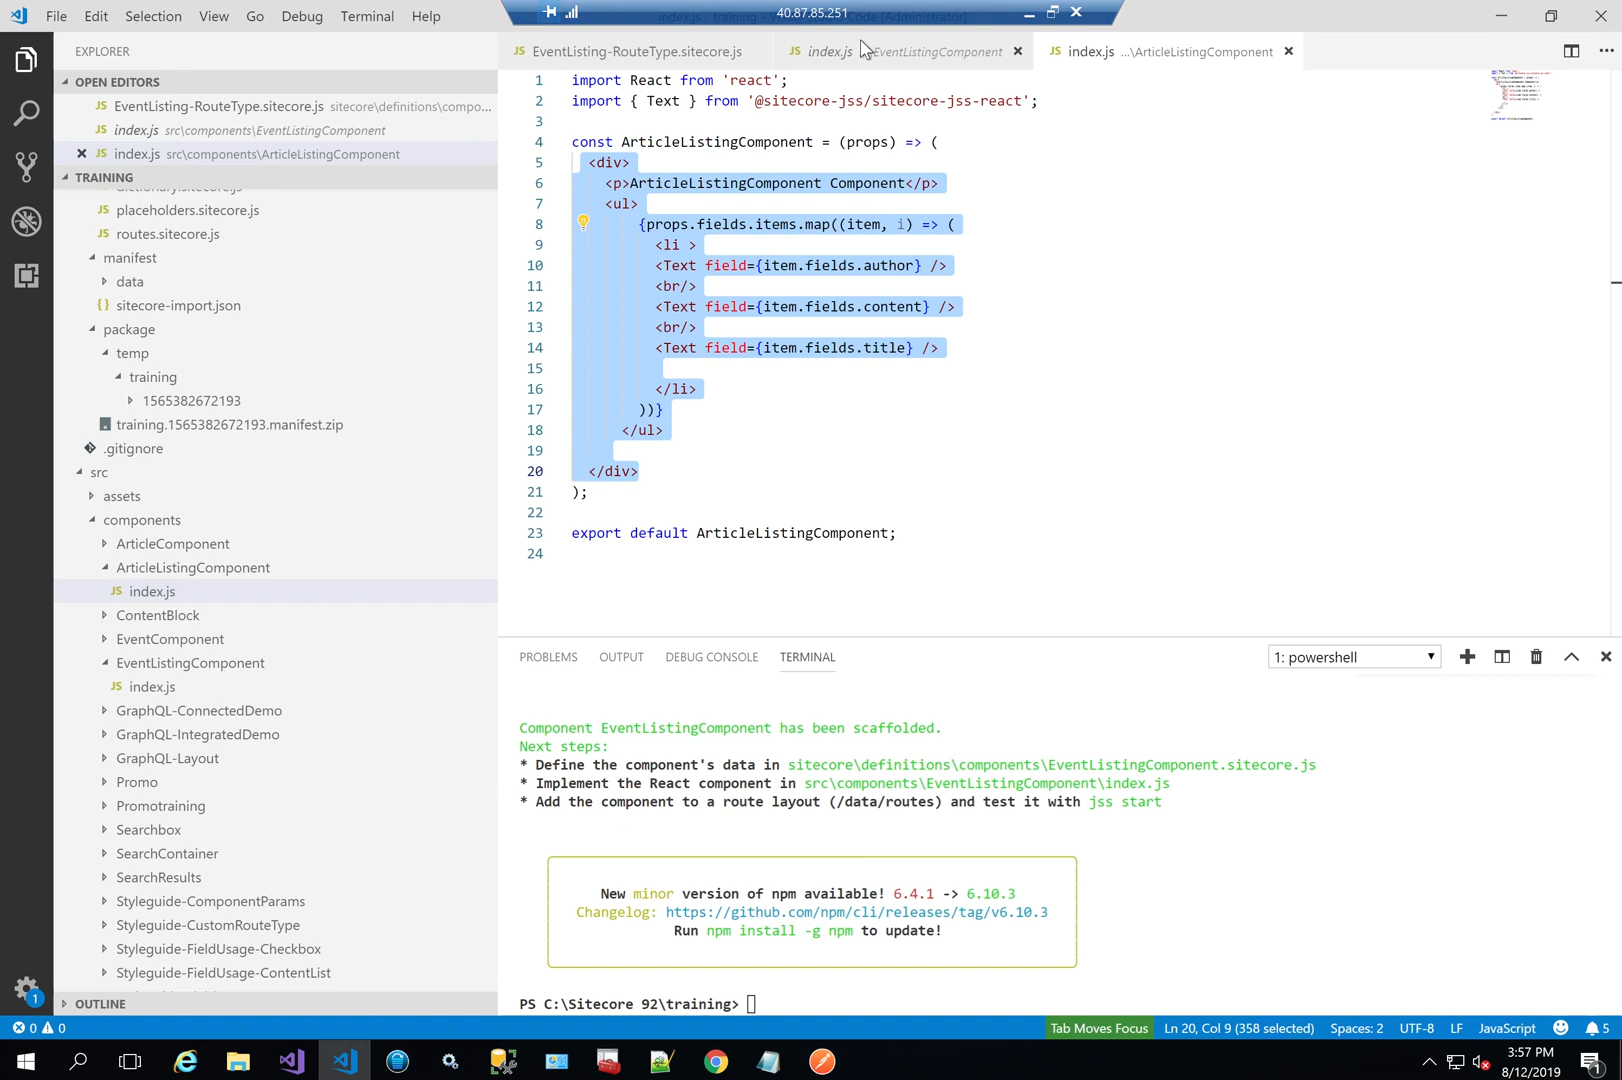 File Edit Selection View Go Debug Terminal Help
40.87.85.251
EXPLORER
OPEN EDITORS
JS EventListing-RouteType.sitecore.js sitecore\definitions\compo...
JS index.js src\components\EventListingComponent
JS index.js src\components\ArticleListingComponent
TRAINING
JS placeholders.sitecore.js
JS routes.sitecore.js
manifest
data
{} sitecore-import.json
package
temp
training
1565382672193
training.1565382672193.manifest.zip
.gitignore
src
assets
components
ArticleComponent
ArticleListingComponent
JS index.js
ContentBlock
EventComponent
EventListingComponent
JS index.js
GraphQL-ConnectedDemo
GraphQL-IntegratedDemo
GraphQL-Layout
Promo
Promotraining
Searchbox
SearchContainer
SearchResults
Styleguide-ComponentParams
Styleguide-CustomRouteType
Styleguide-FieldUsage-Checkbox
Styleguide-FieldUsage-ContentList
OUTLINE
JS EventListing-RouteType.sitecore.js
JS index.js EventListingComponent
JS index.js ...\ArticleListingComponent
1 import React from 'react';
2 import { Text } from '@sitecore-jss/sitecore-jss-react';
3
4 const ArticleListingComponent = (props) => (
5 <div>
6 <p>ArticleListingComponent Component</p>
7 <ul>
8 {props.fields.items.map((item, i) => (
9 <li >
10 <Text field={item.fields.author} />
11 <br/>
12 <Text field={item.fields.content} />
13 <br/>
14 <Text field={item.fields.title} />
15
16 </li>
17 ))}
18 </ul>
19
20 </div>
21 );
22
23 export default ArticleListingComponent;
24
PROBLEMS OUTPUT DEBUG CONSOLE TERMINAL
1: powershell
Component EventListingComponent has been scaffolded.
Next steps:
* Define the component's data in sitecore\definitions\components\EventListingComponent.sitecore.js
* Implement the React component in src\components\EventListingComponent\index.js
* Add the component to a route layout (/data/routes) and test it with jss start
New minor version of npm available! 6.4.1 -> 6.10.3
Changelog: https://github.com/npm/cli/releases/tag/v6.10.3
Run npm install -g npm to update!
PS C:\Sitecore 92\training>
1
0 0
Tab Moves Focus Ln 20, Col 9 (358 selected) Spaces: 2 UTF-8 LF JavaScript 5
3:57 PM
8/12/2019
1